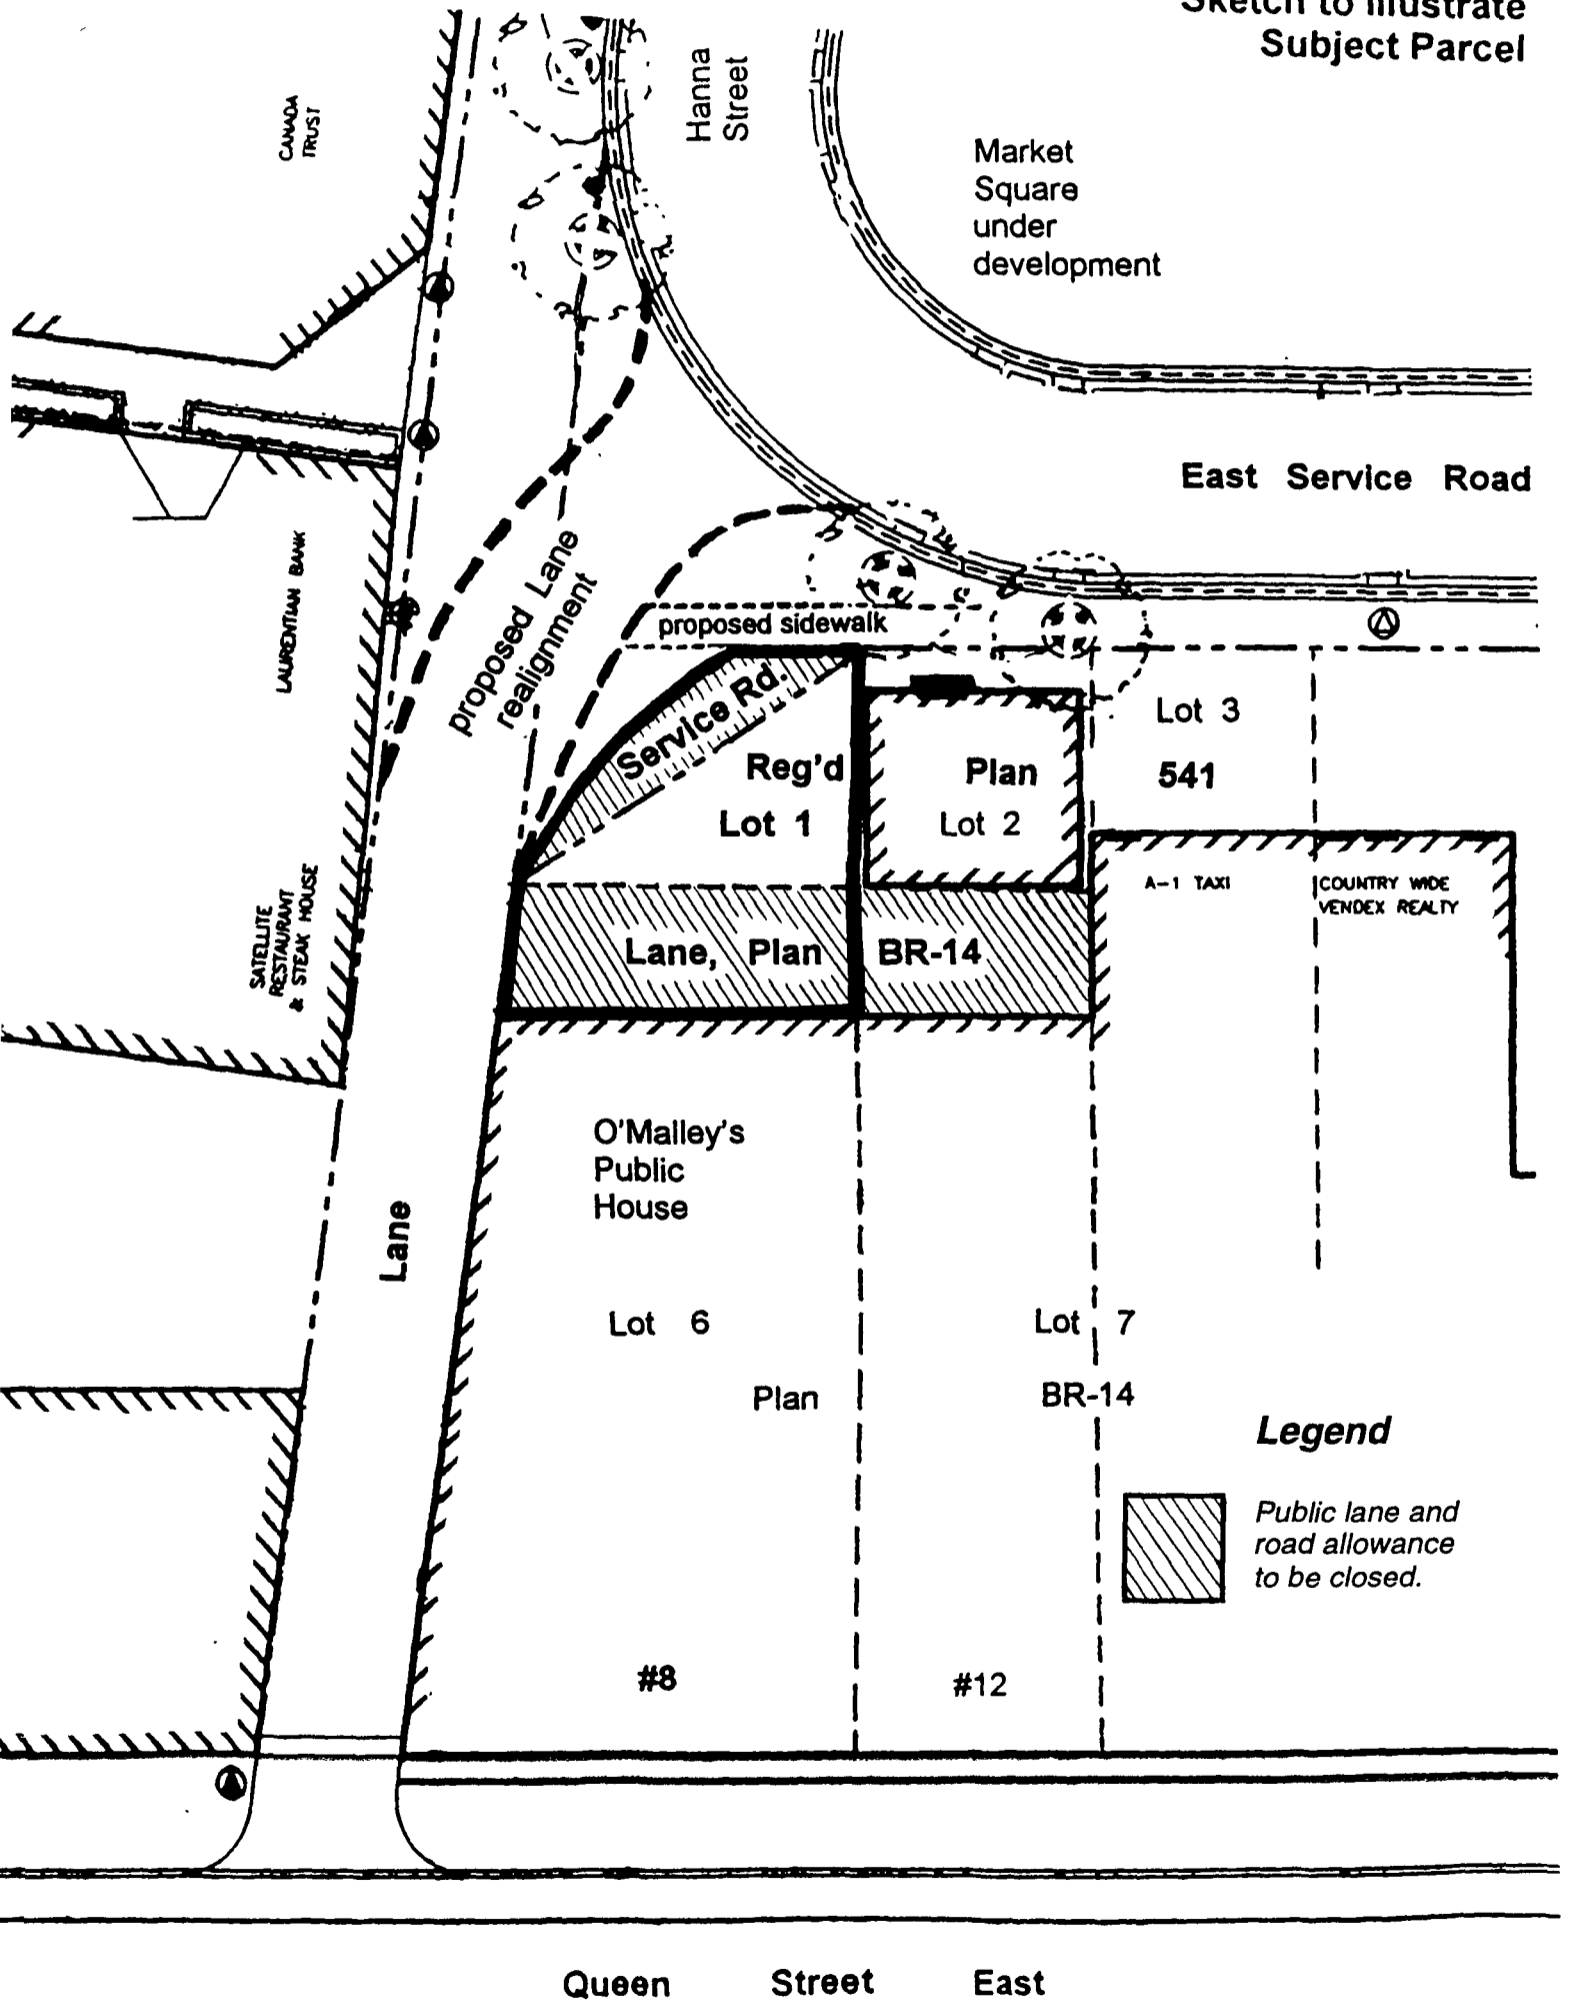 Sketch to Illustrate
Subject Parcel
Hanna
Street
CANADA
TRUST
Market
Square
under
development
East Service Road
LAURENTIAN BANK
proposed Lane
realignment
proposed sidewalk
Service Rd.
Lot 3
Reg'd Plan 541
Lot 1
Lot 2
SATELLITE
RESTAURANT
& STEAK HOUSE
A-1 TAXI
COUNTRY WIDE
VENDEX REALTY
Lane, Plan BR-14
O'Malley's
Public
House
Lane
Lot 6
Lot 7
Plan BR-14
Legend
Public lane and
road allowance
to be closed.
#8
#12
Queen Street East